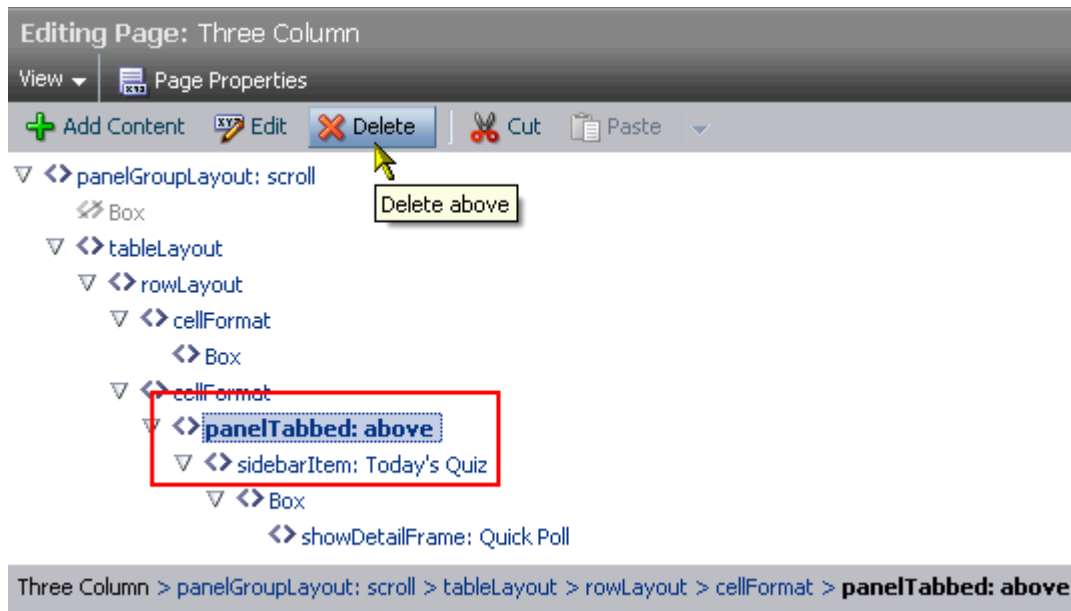 Editing Page: Three Column
View Page Properties
Add Content Edit Delete Cut Paste
panelGroupLayout: scroll
Delete above
Box
tableLayout
rowLayout
cellFormat
Box
cellFormat
panelTabbed: above
sidebarItem: Today's Quiz
Box
showDetailFrame: Quick Poll
Three Column > panelGroupLayout: scroll > tableLayout > rowLayout > cellFormat > panelTabbed: above